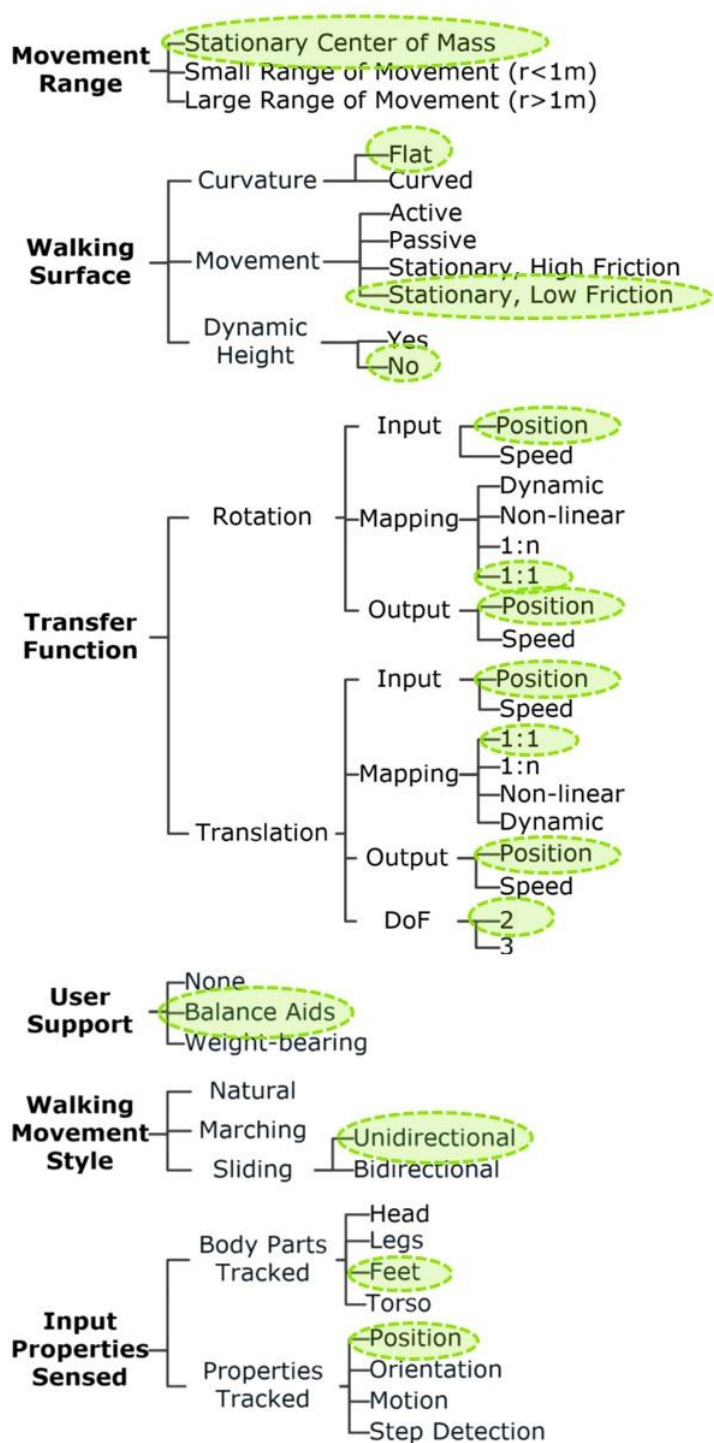 Movement
Range
Stationary Center of Mass
Small Range of Movement (r<1m)
Large Range of Movement (r>1m)
Walking
Surface
Curvature
Flat
Curved
Movement
Active
Passive
Stationary, High Friction
Stationary, Low Friction
Dynamic
Height
Yes
No
Transfer
Function
Rotation
Input
Position
Speed
Mapping
Dynamic
Non-linear
1:n
1:1
Output
Position
Speed
Translation
Input
Position
Speed
Mapping
1:1
1:n
Non-linear
Dynamic
Output
Position
Speed
DoF
2
3
User
Support
None
Balance Aids
Weight-bearing
Walking
Movement
Style
Natural
Marching
Sliding
Unidirectional
Bidirectional
Input
Properties
Sensed
Body Parts
Tracked
Head
Legs
Feet
Torso
Properties
Tracked
Position
Orientation
Motion
Step Detection